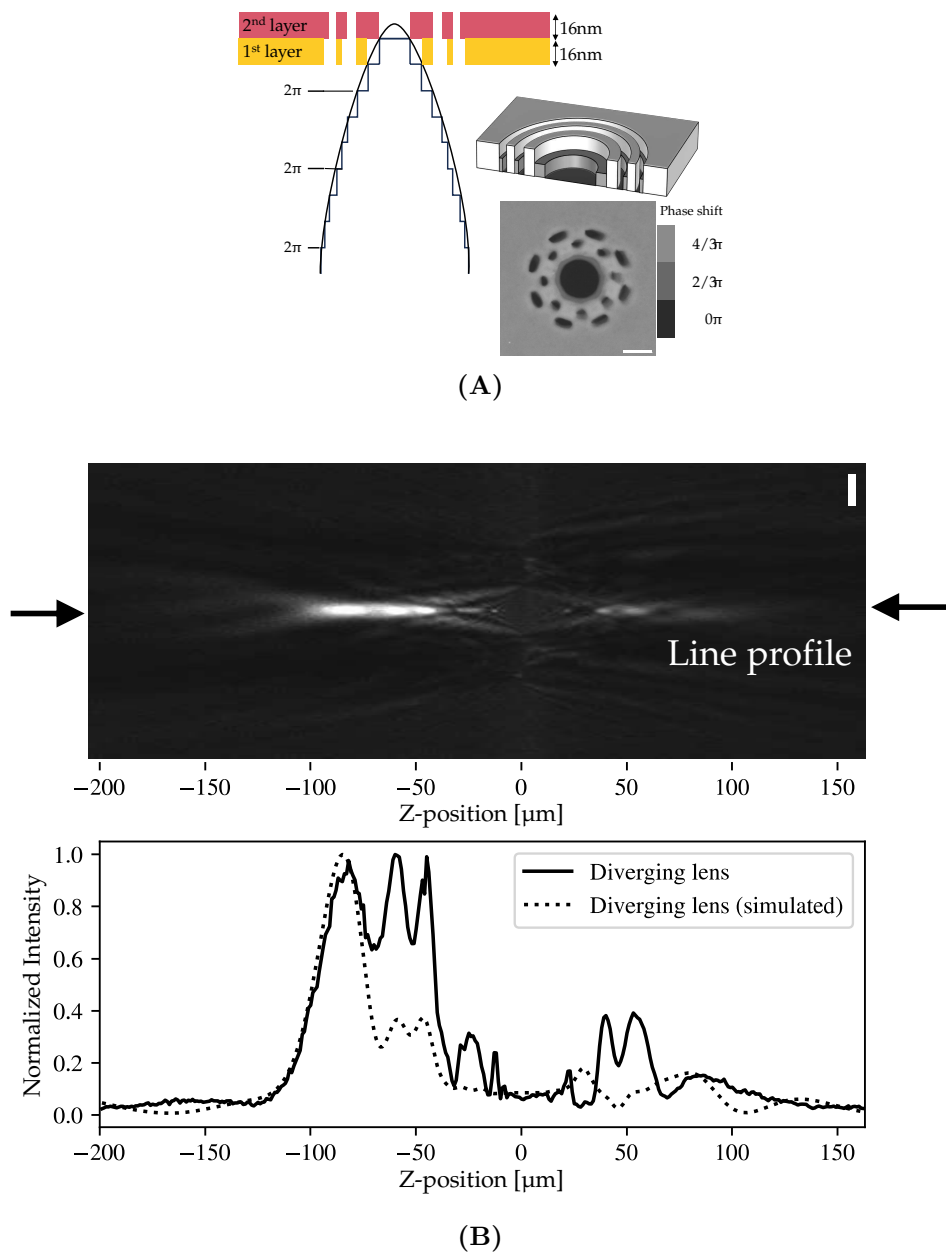 2nd layer
16nm
1st layer
16nm
2π
2π
2π
Phase shift
4/3π
2/3π
0π
(A)
Line profile
−200 −150 −100 −50 0 50 100 150
Z-position [µm]
1.0
0.8
0.6
0.4
0.2
0.0
Normalized Intensity
Diverging lens
Diverging lens (simulated)
−200 −150 −100 −50 0 50 100 150
Z-position [µm]
(B)